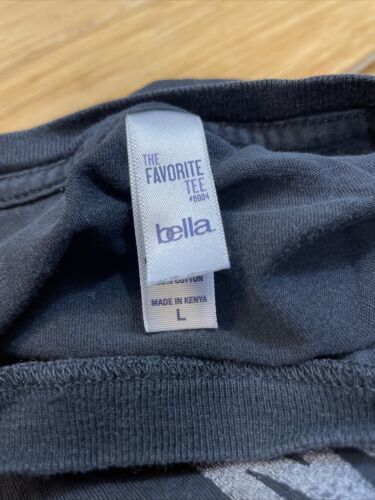 THE
FAVORITE
TEE
#6004
bella
COTTON
MADE IN KENYA
L